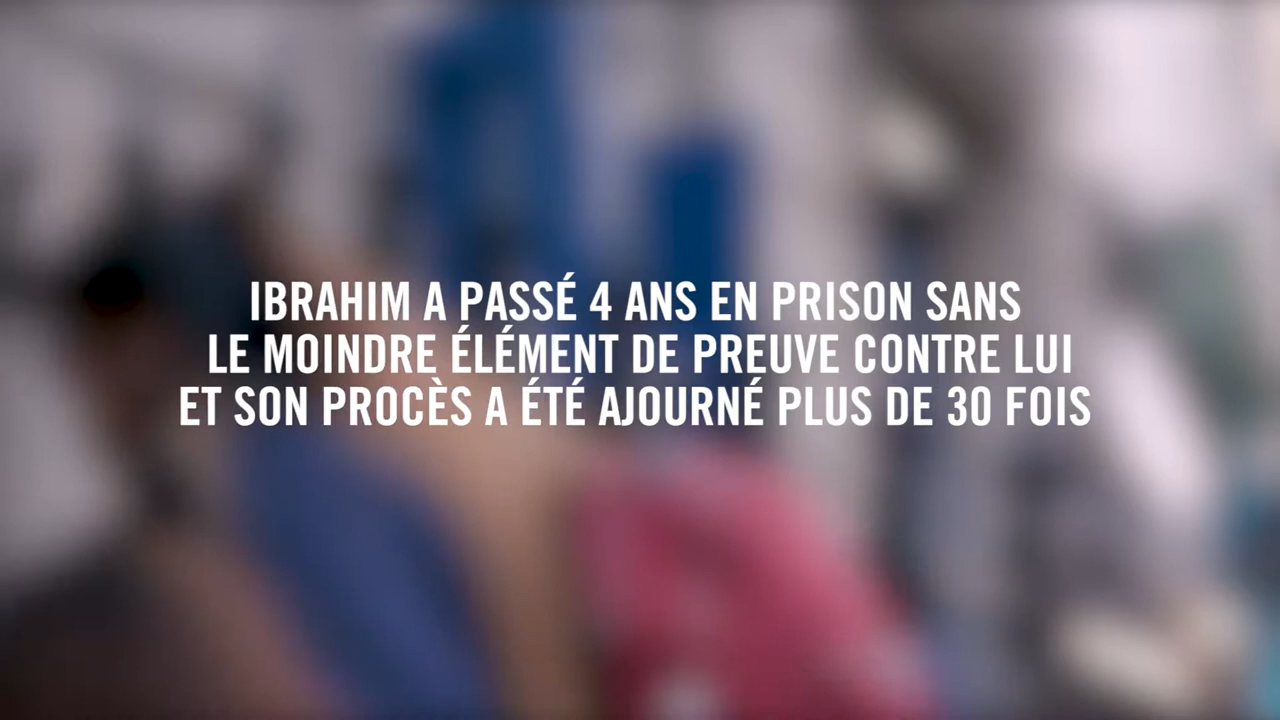 IBRAHIM A PASSÉ 4 ANS EN PRISON SANS
LE MOINDRE ÉLÉMENT DE PREUVE CONTRE LUI
ET SON PROCÈS A ÉTÉ AJOURNÉ PLUS DE 30 FOIS